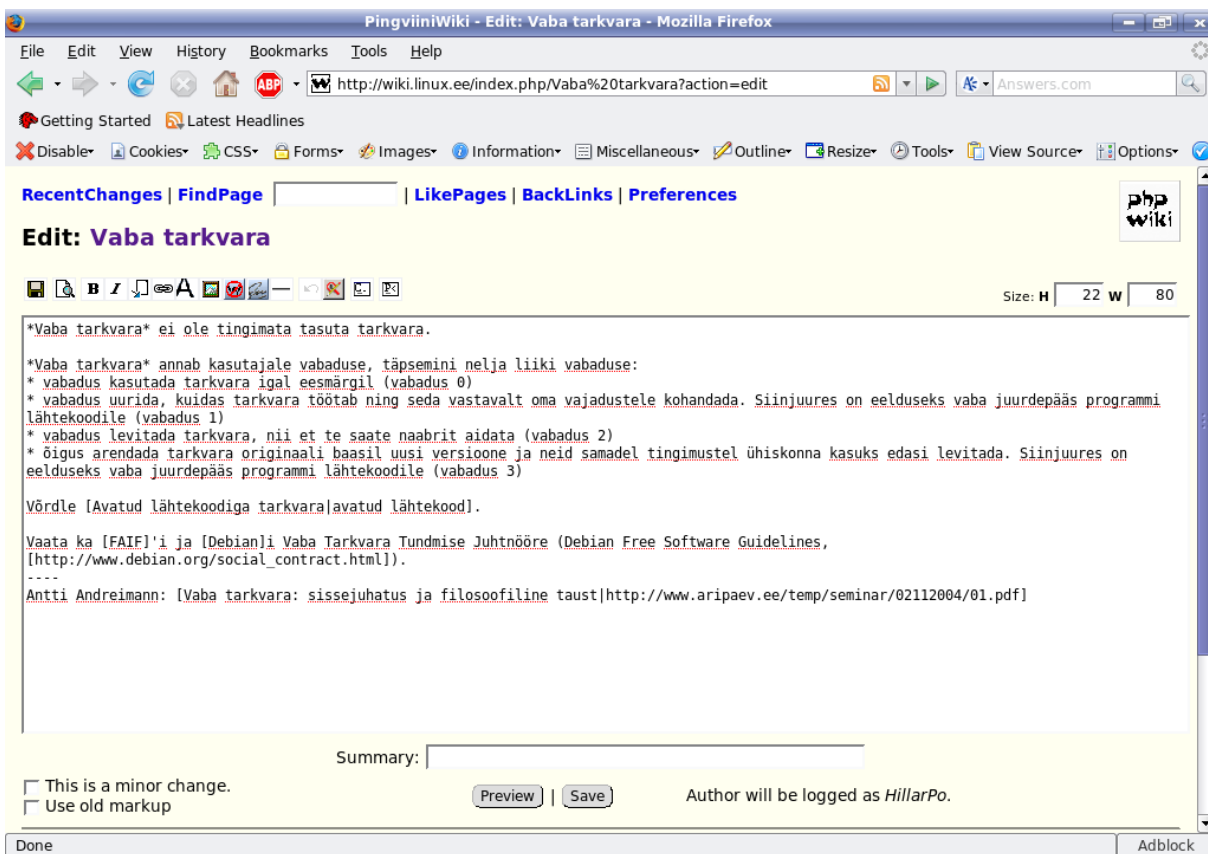 PingviiniWiki - Edit: Vaba tarkvara - Mozilla Firefox
File Edit View History Bookmarks Tools Help
ABP http://wiki.linux.ee/index.php/Vaba%20tarkvara?action=edit Answers.com
Getting Started Latest Headlines
Disable Cookies CSS Forms Images Information Miscellaneous Outline Resize Tools View Source Options
RecentChanges | FindPage | LikePages | BackLinks | Preferences
php
wiki
Edit: Vaba tarkvara
B I A
Size: H 22 W 80
*Vaba tarkvara* ei ole tingimata tasuta tarkvara.
*Vaba tarkvara* annab kasutajale vabaduse, täpsemini nelja liiki vabaduse:
* vabadus kasutada tarkvara igal eesmärgil (vabadus 0)
* vabadus uurida, kuidas tarkvara töötab ning seda vastavalt oma vajadustele kohandada. Siinjuures on eelduseks vaba juurdepääs programmi
lähtekoodile (vabadus 1)
* vabadus levitada tarkvara, nii et te saate naabrit aidata (vabadus 2)
* õigus arendada tarkvara originaali baasil uusi versioone ja neid samadel tingimustel ühiskonna kasuks edasi levitada. Siinjuures on
eelduseks vaba juurdepääs programmi lähtekoodile (vabadus 3)
Võrdle [Avatud lähtekoodiga tarkvara|avatud lähtekood].
Vaata ka [FAIF]'i ja [Debian]i Vaba Tarkvara Tundmise Juhtnööre (Debian Free Software Guidelines,
[http://www.debian.org/social_contract.html]).
----
Antti Andreimann: [Vaba tarkvara: sissejuhatus ja filosoofiline taust|http://www.aripaev.ee/temp/seminar/02112004/01.pdf]
Summary:
This is a minor change.
Use old markup
Preview | Save Author will be logged as HillarPo.
Done Adblock